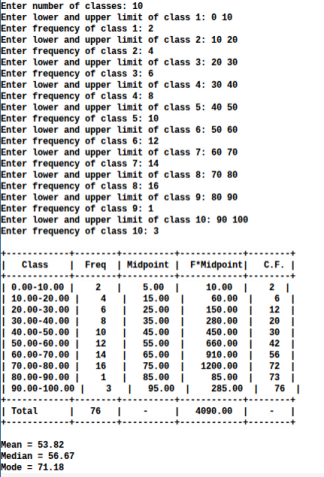 Enter number of classes: 10
Enter lower and upper limit of class 1: 0 10
Enter frequency of class 1: 2
Enter lower and upper limit of class 2: 10 20
Enter frequency of class 2: 4
Enter lower and upper limit of class 3: 20 30
Enter frequency of class 3: 6
Enter lower and upper limit of class 4: 30 40
Enter frequency of class 4: 8
Enter lower and upper limit of class 5: 40 50
Enter frequency of class 5: 10
Enter lower and upper limit of class 6: 50 60
Enter frequency of class 6: 12
Enter lower and upper limit of class 7: 60 70
Enter frequency of class 7: 14
Enter lower and upper limit of class 8: 70 80
Enter frequency of class 8: 16
Enter lower and upper limit of class 9: 80 90
Enter frequency of class 9: 1
Enter lower and upper limit of class 10: 90 100
Enter frequency of class 10: 3
+------------+--------+----------+------------+--------+
|   Class    |  Freq  | Midpoint |  F*Midpoint|  C.F.  |
+------------+--------+----------+------------+--------+
| 0.00-10.00 |   2    |   5.00   |   10.00    |  2  |
| 10.00-20.00 |   4   |   15.00   |   60.00   |   6  |
| 20.00-30.00 |   6   |   25.00   |   150.00   |   12  |
| 30.00-40.00 |   8   |   35.00   |   280.00   |   20  |
| 40.00-50.00 |   10   |   45.00   |   450.00   |   30  |
| 50.00-60.00 |   12   |   55.00   |   660.00   |   42  |
| 60.00-70.00 |   14   |   65.00   |   910.00   |   56  |
| 70.00-80.00 |   16   |   75.00   |   1200.00  |   72  |
| 80.00-90.00 |   1   |   85.00   |   85.00   |   73  |
| 90.00-100.00 |   3   |   95.00   |   285.00   |   76  |
+------------+--------+----------+------------+--------+
| Total      |   76   |    -     |  4090.00   |   -    |
+------------+--------+----------+------------+--------+
Mean = 53.82
Median = 56.67
Mode = 71.18